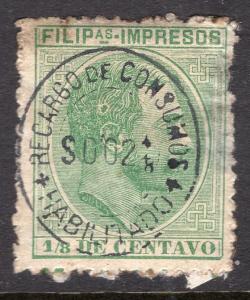 FILIPAS-IMPRESOS
★ RECARGO DE CONSUMOS ★
HABILITADO
1/8 DE CENTAVO